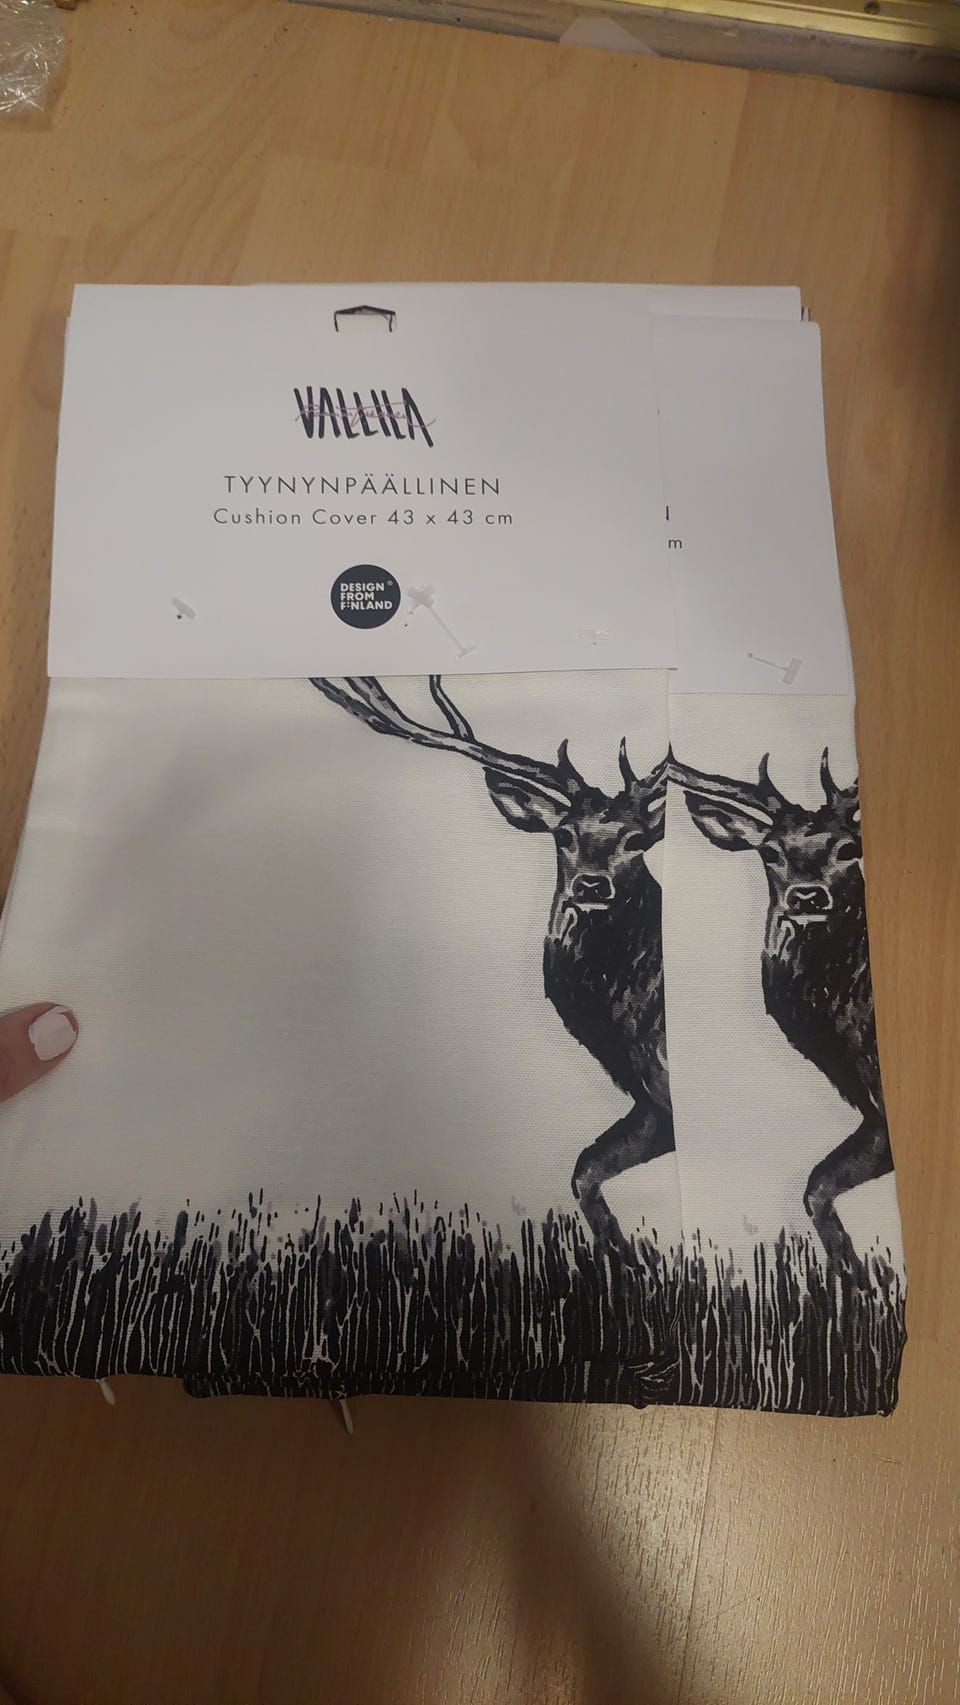 VALLILA
TYYNYNPÄÄLLINEN
Cushion Cover 43 x 43 cm
DESIGN®
FROM
FINLAND
m